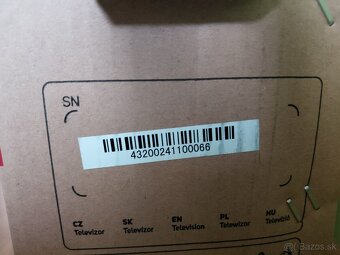 SN
43200241100066
CZ SK EN PL HU
Televizor Televizor Television Telewizor Televízió
bazos.sk